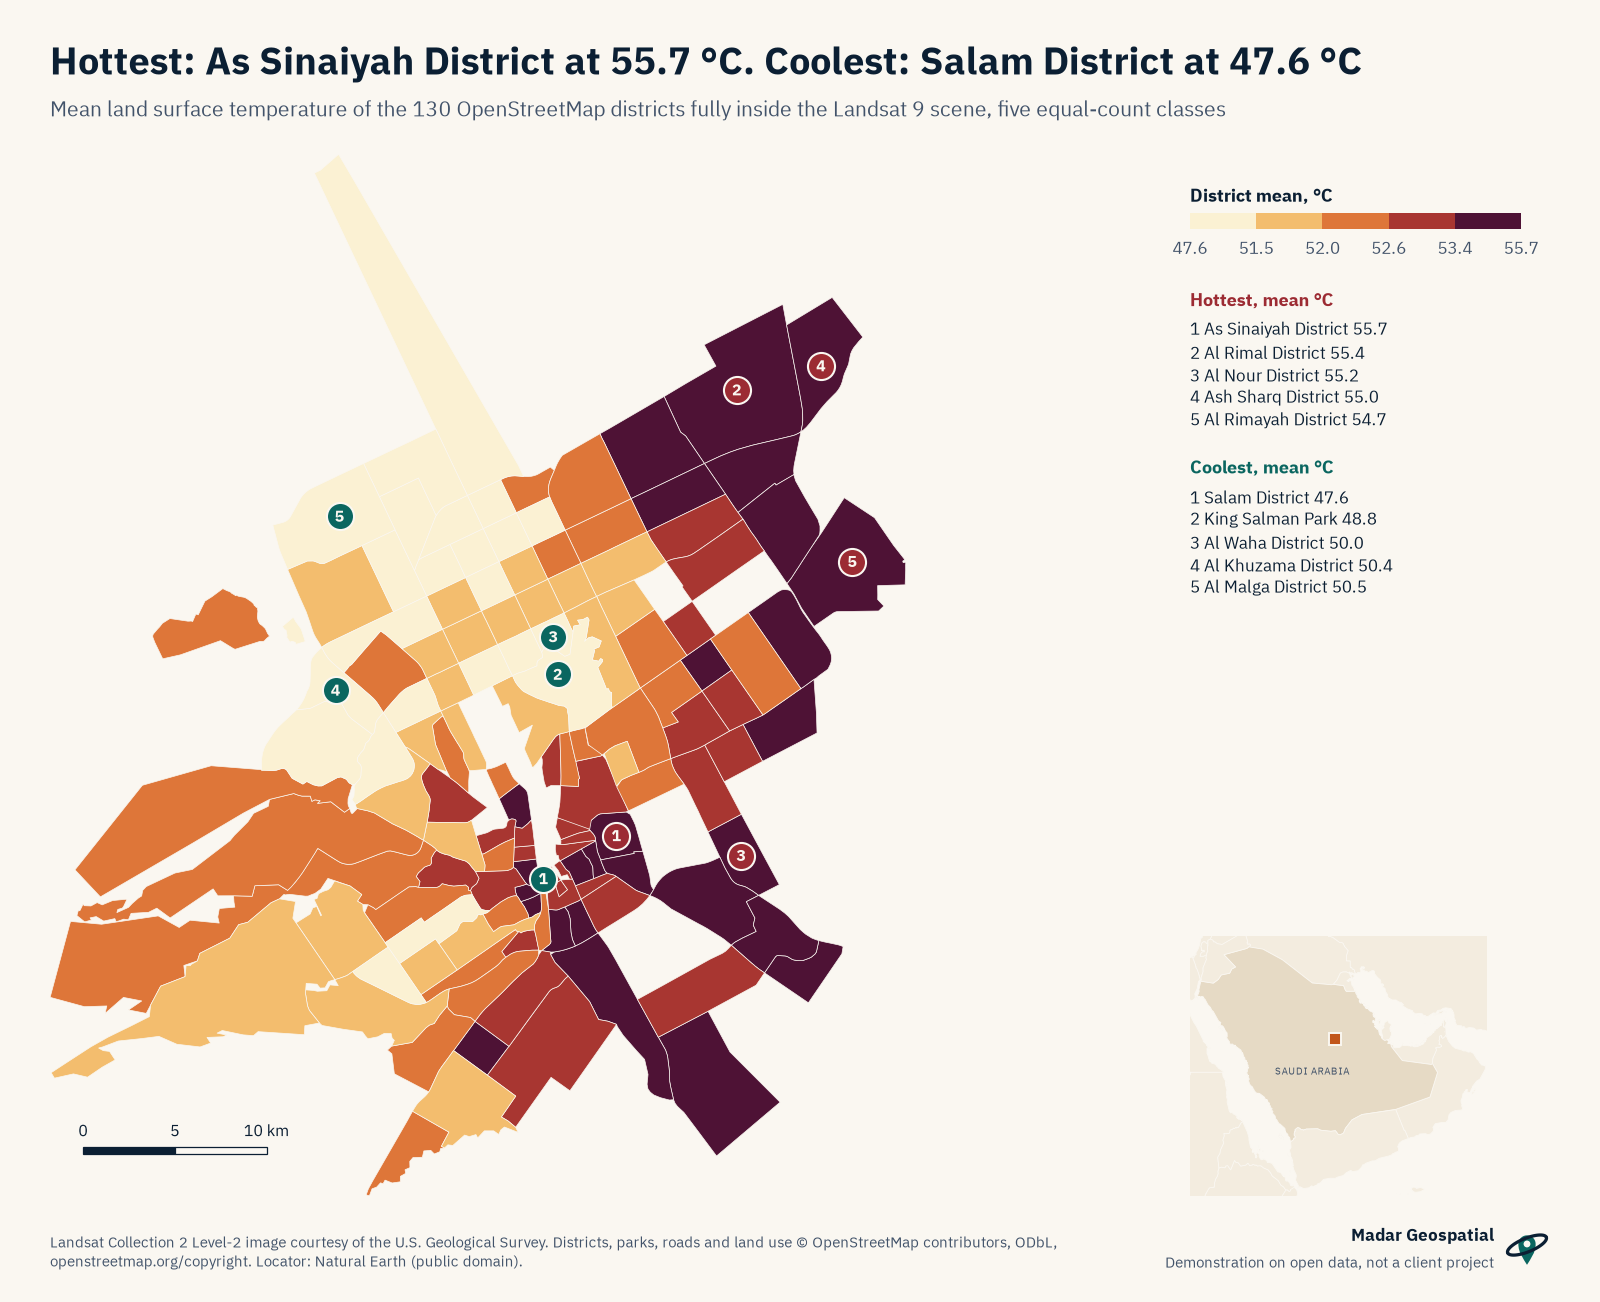 Hottest: As Sinaiyah District at 55.7 °C. Coolest: Salam District at 47.6 °C
Mean land surface temperature of the 130 OpenStreetMap districts fully inside the Landsat 9 scene, five equal-count classes
District mean, °C
47.6 51.5 52.0 52.6 53.4 55.7
Hottest, mean °C
1 As Sinaiyah District 55.7
2 Al Rimal District 55.4
3 Al Nour District 55.2
4 Ash Sharq District 55.0
5 Al Rimayah District 54.7
Coolest, mean °C
1 Salam District 47.6
2 King Salman Park 48.8
3 Al Waha District 50.0
4 Al Khuzama District 50.4
5 Al Malga District 50.5
4
2
5
5
3
2
4
1
3
1
SAUDI ARABIA
0 5 10 km
Landsat Collection 2 Level-2 image courtesy of the U.S. Geological Survey. Districts, parks, roads and land use © OpenStreetMap contributors, ODbL,
openstreetmap.org/copyright. Locator: Natural Earth (public domain).
Madar Geospatial
Demonstration on open data, not a client project